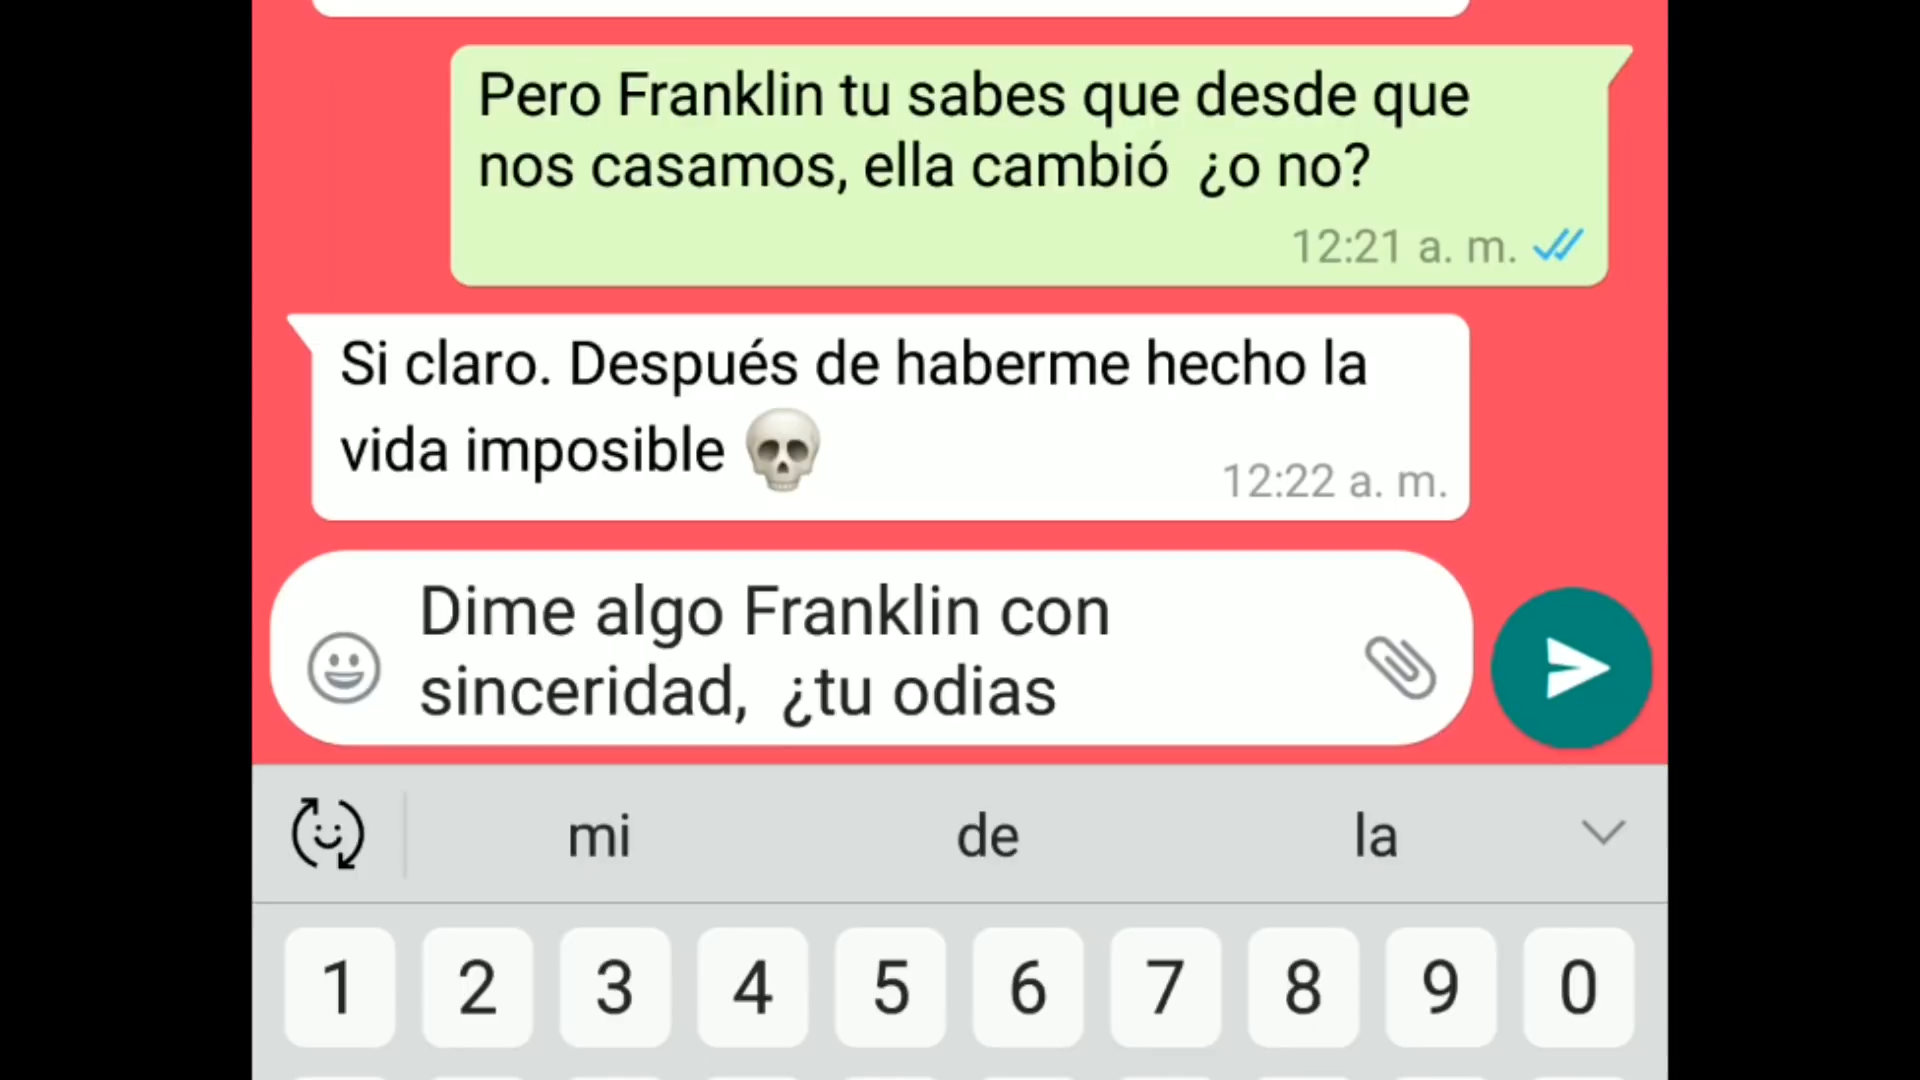 Pero Franklin tu sabes que desde que
nos casamos, ella cambió  ¿o no?
12:21 a. m.
Si claro. Después de haberme hecho la
vida imposible 💀
12:22 a. m.
Dime algo Franklin con
sinceridad,  ¿tu odias
mi de la
1 2 3 4 5 6 7 8 9 0